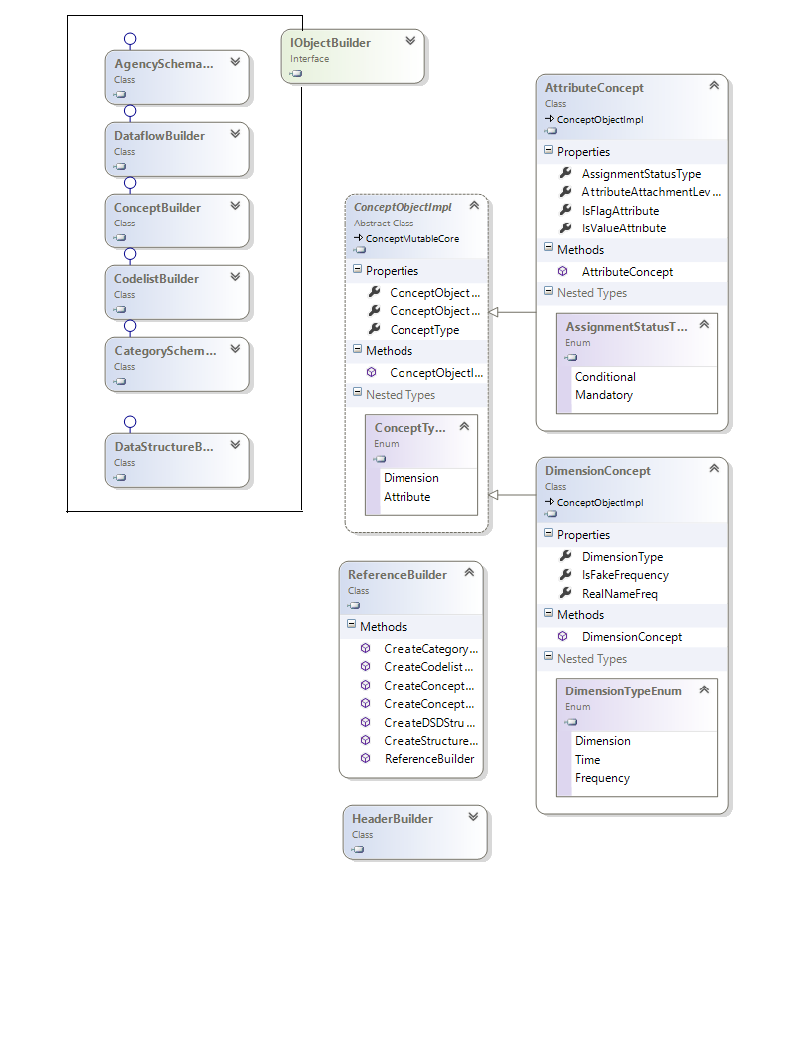 AgencySchema...
Class
DataflowBuilder
Class
ConceptBuilder
Class
CodelistBuilder
Class
CategorySchem...
Class
DataStructureB...
Class
IObjectBuilder
Interface
ConceptObjectImpl
Abstract Class
ConceptMutableCore
Properties
ConceptObject...
ConceptObject...
ConceptType
Methods
ConceptObjectI...
Nested Types
ConceptTy...
Enum
Dimension
Attribute
ReferenceBuilder
Class
Methods
CreateCategory...
CreateCodelist...
CreateConcept...
CreateConcept...
CreateDSDStru...
CreateStructure...
ReferenceBuilder
HeaderBuilder
Class
AttributeConcept
Class
ConceptObjectImpl
Properties
AssignmentStatusType
AttributeAttachmentLev...
IsFlagAttribute
IsValueAttribute
Methods
AttributeConcept
Nested Types
AssignmentStatusT...
Enum
Conditional
Mandatory
DimensionConcept
Class
ConceptObjectImpl
Properties
DimensionType
IsFakeFrequency
RealNameFreq
Methods
DimensionConcept
Nested Types
DimensionTypeEnum
Enum
Dimension
Time
Frequency